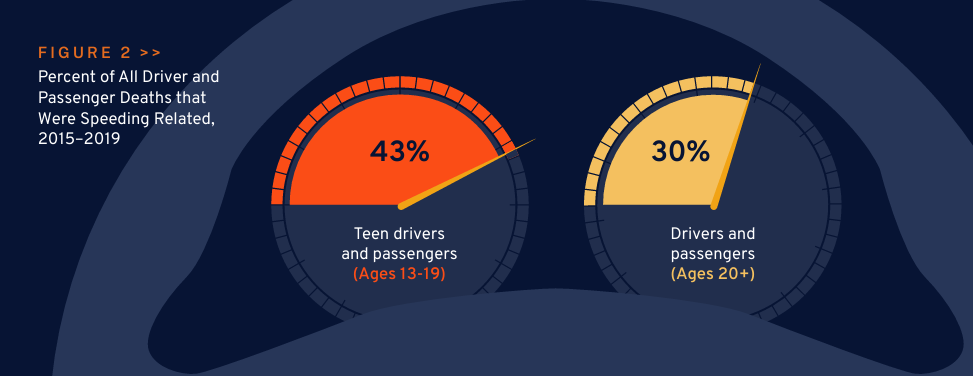 FIGURE 2 >>
Percent of All Driver and
Passenger Deaths that
Were Speeding Related,
2015–2019
43%
Teen drivers
and passengers
(Ages 13-19)
30%
Drivers and
passengers
(Ages 20+)